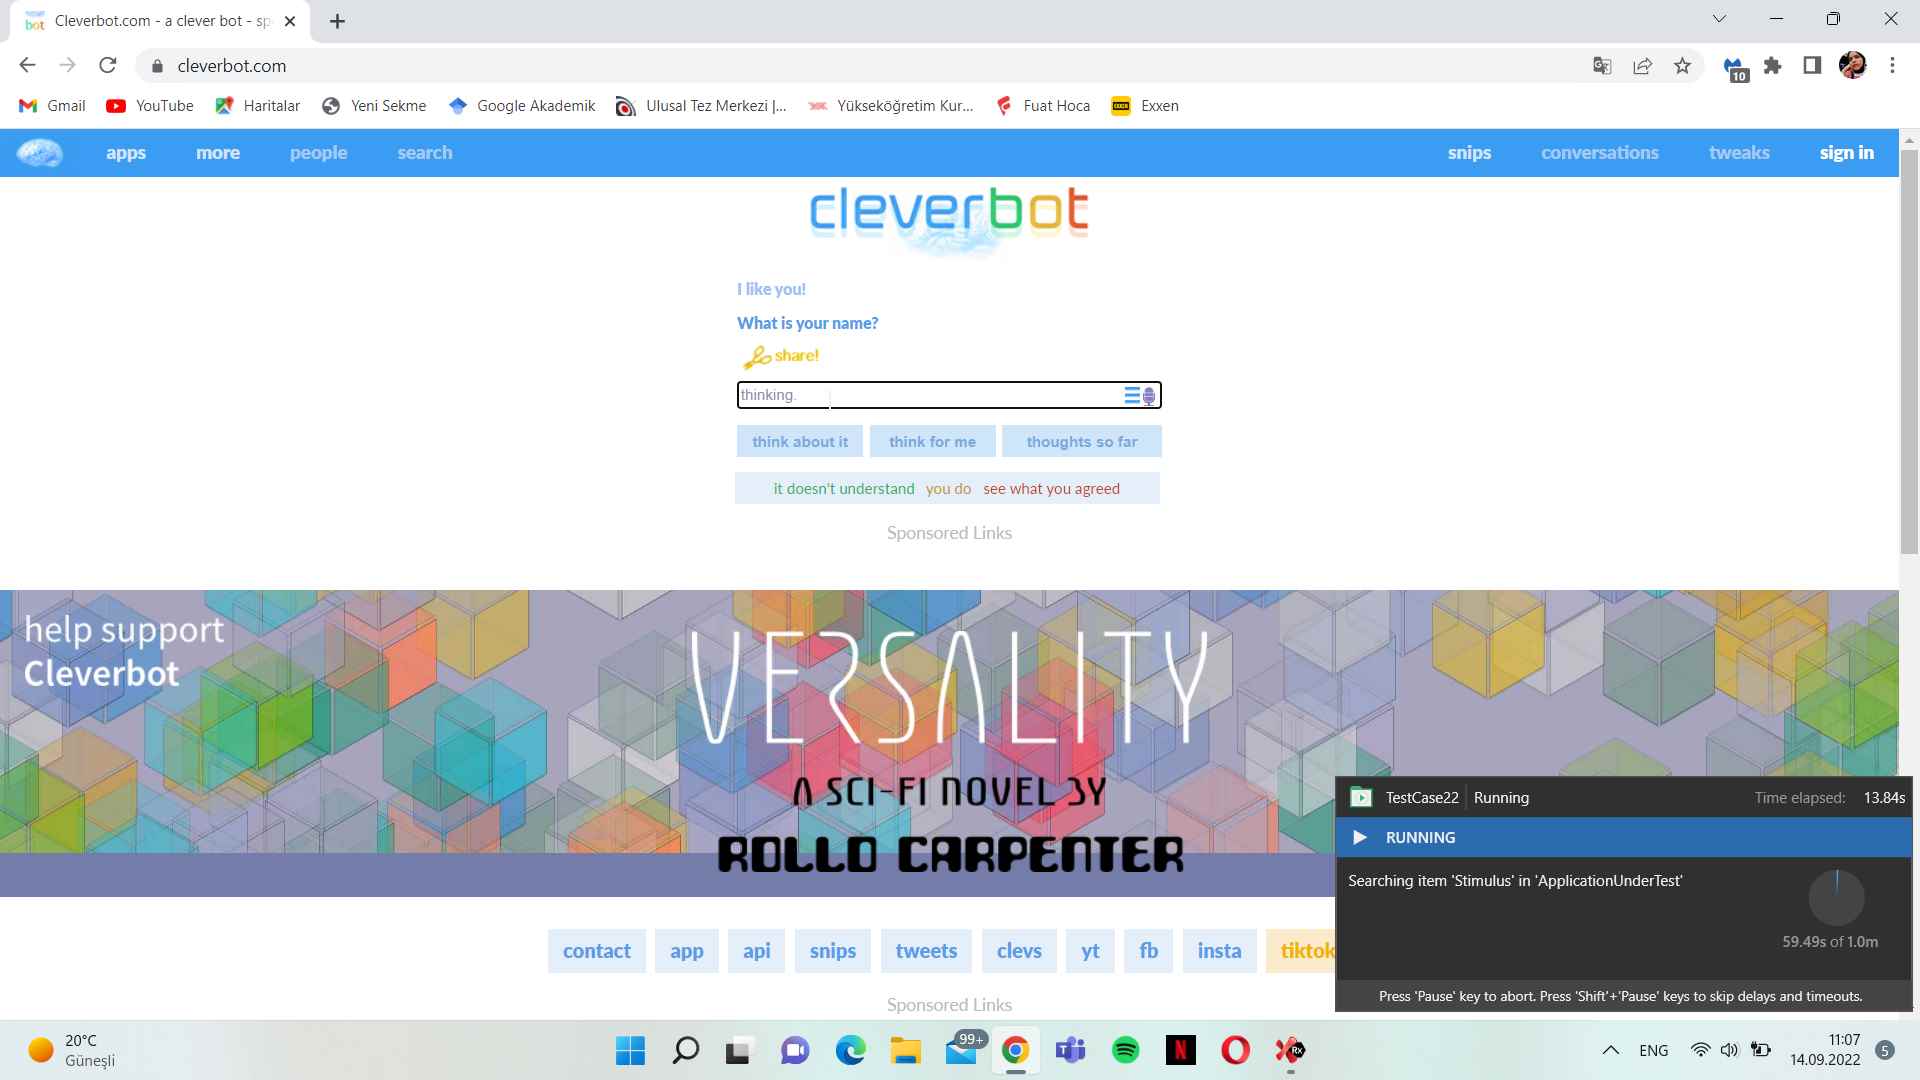 Cleverbot.com - a clever bot - sp
cleverbot.com
10
Gmail
YouTube
Haritalar
Yeni Sekme
Google Akademik
Ulusal Tez Merkezi |...
Yükseköğretim Kur...
Fuat Hoca
EXXEN
Exxen
apps
more
people
search
snips
conversations
tweaks
sign in
cleverbot
I like you!
What is your name?
share!
thinking.
think about it
think for me
thoughts so far
it doesn't understand you do see what you agreed
Sponsored Links
help support
Cleverbot
VERSALITY
A SCI-FI NOVEL BY
ROLLO CARPENTER
TestCase22
Running
Time elapsed: 13.84s
RUNNING
Searching item 'Stimulus' in 'ApplicationUnderTest'
59.49s of 1.0m
Press 'Pause' key to abort. Press 'Shift'+'Pause' keys to skip delays and timeouts.
contact
app
api
snips
tweets
clevs
yt
fb
insta
tiktok
Sponsored Links
20°C
Güneşli
99+
Rx
ENG
11:07
14.09.2022
5